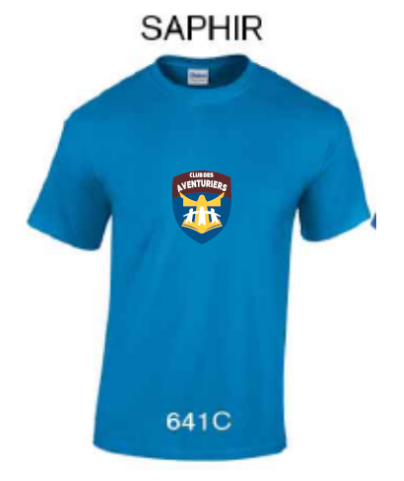 SAPHIR
CLUB DES
AVENTURIERS
641C